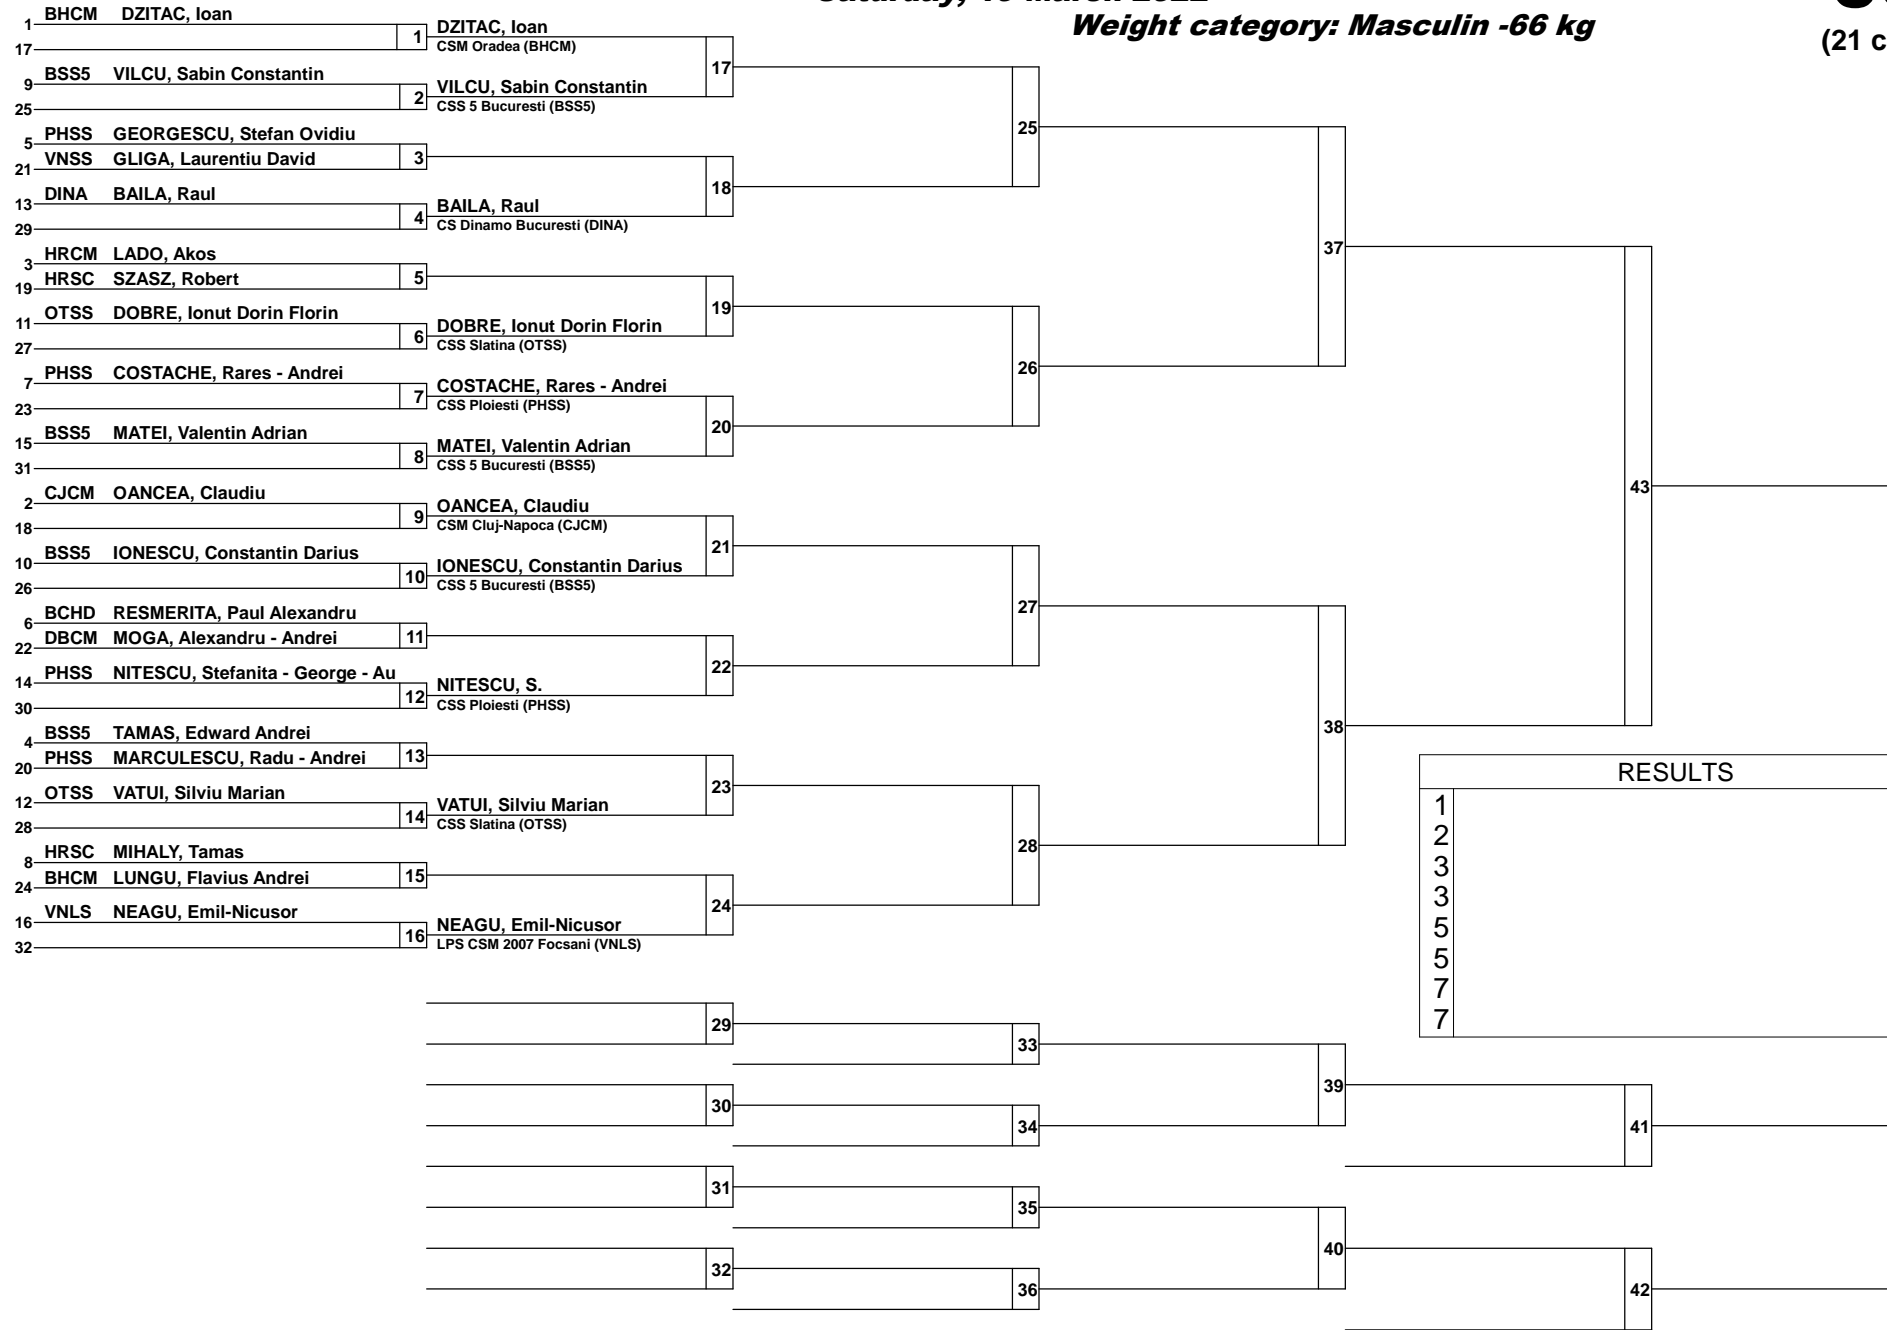 Weight category: Masculin -66 kg
(21 c
1 BHCM DZITAC, Ioan
17
1 DZITAC, Ioan
CSM Oradea (BHCM)
9 BSS5 VILCU, Sabin Constantin
25
2 VILCU, Sabin Constantin
CSS 5 Bucuresti (BSS5)
17
5 PHSS GEORGESCU, Stefan Ovidiu
21 VNSS GLIGA, Laurentiu David
3
25
13 DINA BAILA, Raul
29
4 BAILA, Raul
CS Dinamo Bucuresti (DINA)
18
3 HRCM LADO, Akos
19 HRSC SZASZ, Robert
5
37
11 OTSS DOBRE, Ionut Dorin Florin
27
6 DOBRE, Ionut Dorin Florin
CSS Slatina (OTSS)
19
7 PHSS COSTACHE, Rares - Andrei
23
7 COSTACHE, Rares - Andrei
CSS Ploiesti (PHSS)
26
15 BSS5 MATEI, Valentin Adrian
31
8 MATEI, Valentin Adrian
CSS 5 Bucuresti (BSS5)
20
2 CJCM OANCEA, Claudiu
18
9 OANCEA, Claudiu
CSM Cluj-Napoca (CJCM)
43
10 BSS5 IONESCU, Constantin Darius
26
10 IONESCU, Constantin Darius
CSS 5 Bucuresti (BSS5)
21
6 BCHD RESMERITA, Paul Alexandru
22 DBCM MOGA, Alexandru - Andrei
11
27
14 PHSS NITESCU, Stefanita - George - Au
30
12 NITESCU, S.
CSS Ploiesti (PHSS)
22
4 BSS5 TAMAS, Edward Andrei
20 PHSS MARCULESCU, Radu - Andrei
13
38
12 OTSS VATUI, Silviu Marian
28
14 VATUI, Silviu Marian
CSS Slatina (OTSS)
23
8 HRSC MIHALY, Tamas
24 BHCM LUNGU, Flavius Andrei
15
28
16 VNLS NEAGU, Emil-Nicusor
32
16 NEAGU, Emil-Nicusor
LPS CSM 2007 Focsani (VNLS)
24
RESULTS
1
2
3
3
5
5
7
7
29
33
39
30
34
41
31
35
40
32
36
42